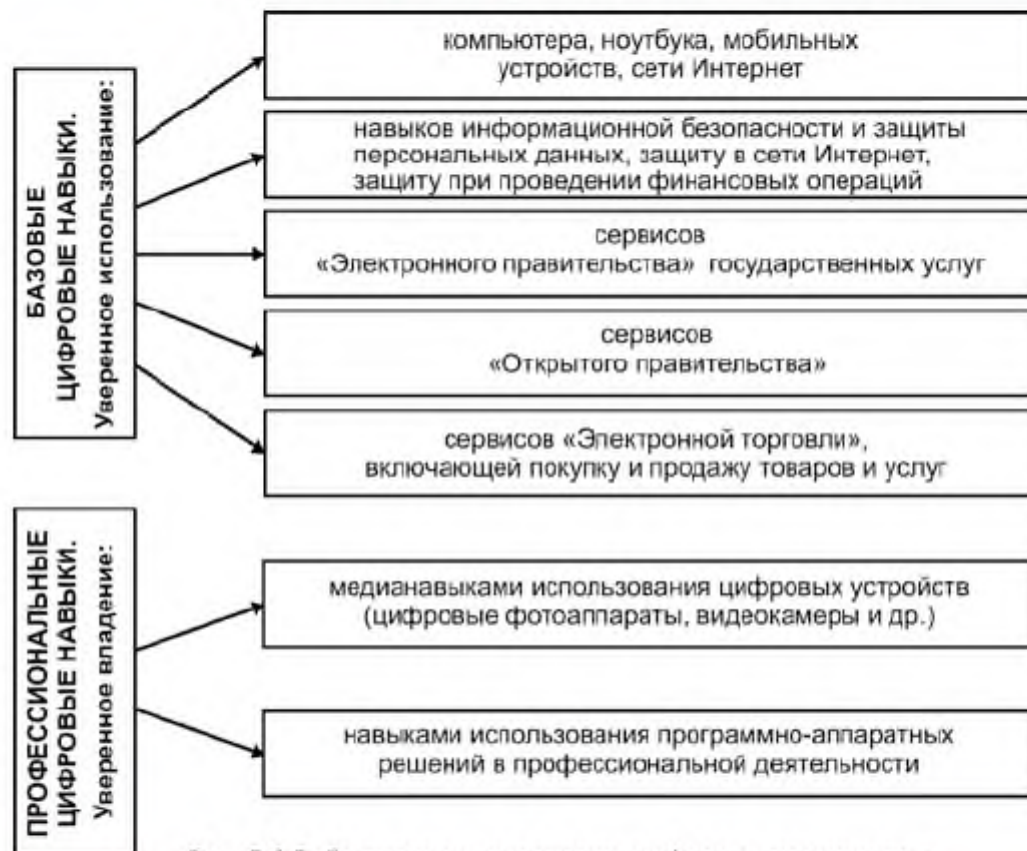 БАЗОВЫЕ
ЦИФРОВЫЕ НАВЫКИ.
Уверенное использование:
компьютера, ноутбука, мобильных
устройств, сети Интернет
навыков информационной безопасности и защиты
персональных данных, защиту в сети Интернет,
защиту при проведении финансовых операций
сервисов
«Электронного правительства» государственных услуг
сервисов
«Открытого правительства»
сервисов «Электронной торговли»,
включающей покупку и продажу товаров и услуг
ПРОФЕССИОНАЛЬНЫЕ
ЦИФРОВЫЕ НАВЫКИ.
Уверенное владение:
медианавыками использования цифровых устройств
(цифровые фотоаппараты, видеокамеры и др.)
навыками использования программно-аппаратных
решений в профессиональной деятельности